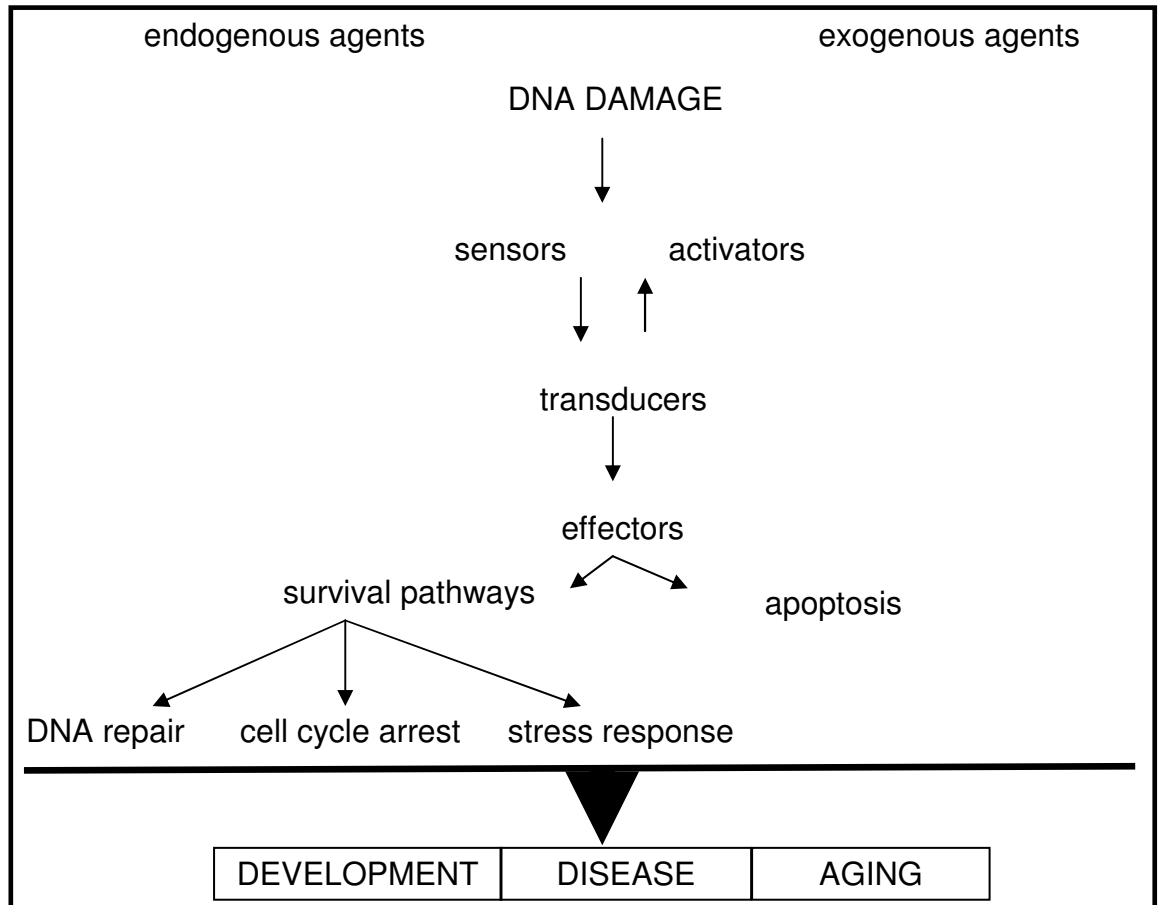 endogenous agents exogenous agents
DNA DAMAGE
sensors activators
transducers
effectors
survival pathways apoptosis
DNA repair cell cycle arrest stress response
DEVELOPMENT DISEASE AGING